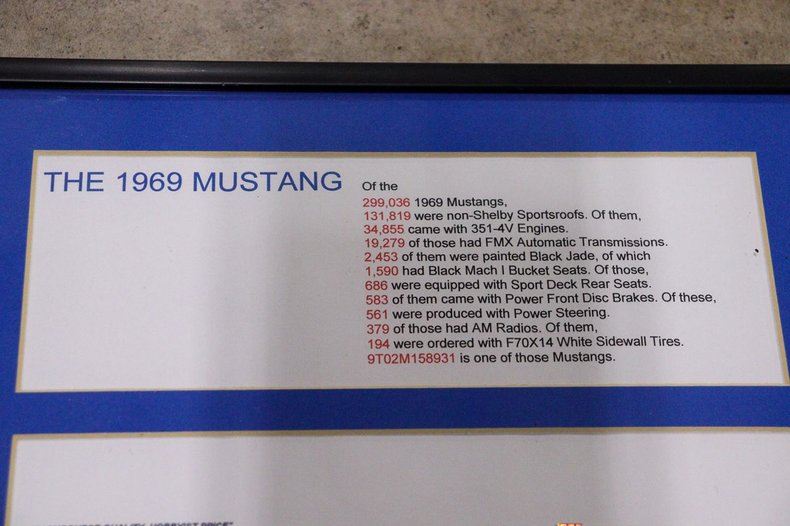 THE 1969 MUSTANG
Of the
299,036 1969 Mustangs,
131,819 were non-Shelby Sportsroofs. Of them,
34,855 came with 351-4V Engines.
19,279 of those had FMX Automatic Transmissions.
2,453 of them were painted Black Jade, of which
1,590 had Black Mach I Bucket Seats. Of those,
686 were equipped with Sport Deck Rear Seats.
583 of them came with Power Front Disc Brakes. Of these,
561 were produced with Power Steering.
379 of those had AM Radios. Of them,
194 were ordered with F70X14 White Sidewall Tires.
9T02M158931 is one of those Mustangs.